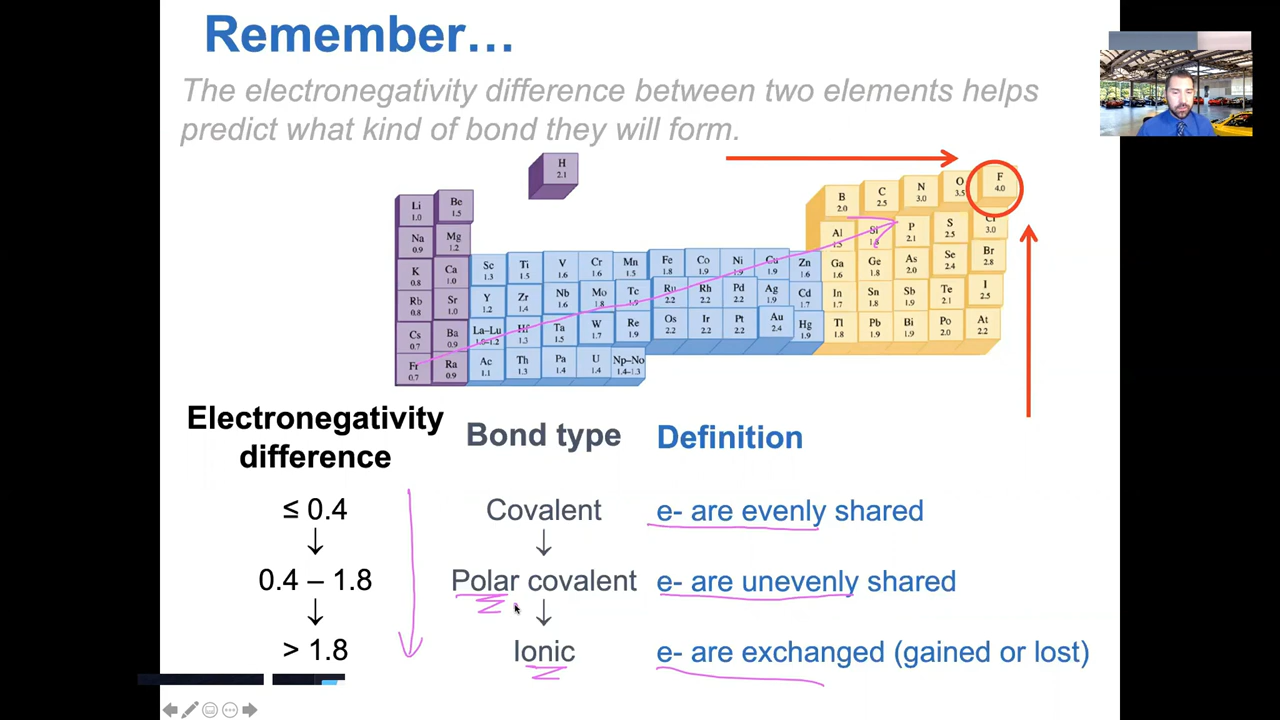 Remember…
The electronegativity difference between two elements helps
predict what kind of bond they will form.
H
2.1
Li
1.0
Be
1.5
B
2.0
C
2.5
N
3.0
O
3.5
F
4.0
Na
0.9
Mg
1.2
Al
1.5
Si
P
2.1
S
2.5
Cl
3.0
K
0.8
Ca
1.0
Sc
1.3
Ti
1.5
V
1.6
Cr
1.6
Mn
1.5
Fe
1.8
Co
1.9
Ni
1.9
Cu
1.9
Zn
1.6
Ga
1.6
Ge
1.8
As
2.0
Se
2.4
Br
2.8
Rb
0.8
Sr
1.0
Y
1.2
Zr
1.4
Nb
1.6
Mo
1.8
Tc
1.9
Ru
2.2
Rh
2.2
Pd
2.2
Ag
1.9
Cd
1.7
In
1.7
Sn
1.8
Sb
1.9
Te
2.1
I
2.5
Cs
0.7
Ba
0.9
La–Lu
1.0–1.2
Hf
1.3
Ta
1.5
W
1.7
Re
1.9
Os
2.2
Ir
2.2
Pt
2.2
Au
2.4
Hg
1.9
Tl
1.8
Pb
1.9
Bi
1.9
Po
2.0
At
2.2
Fr
0.7
Ra
0.9
Ac
1.1
Th
1.3
Pa
1.4
U
1.4
Np–No
1.4–1.3
Electronegativity
difference
Bond type
Definition
≤ 0.4
Covalent
e- are evenly shared
↓
↓
0.4 – 1.8
Polar covalent
e- are unevenly shared
↓
↓
> 1.8
Ionic
e- are exchanged (gained or lost)